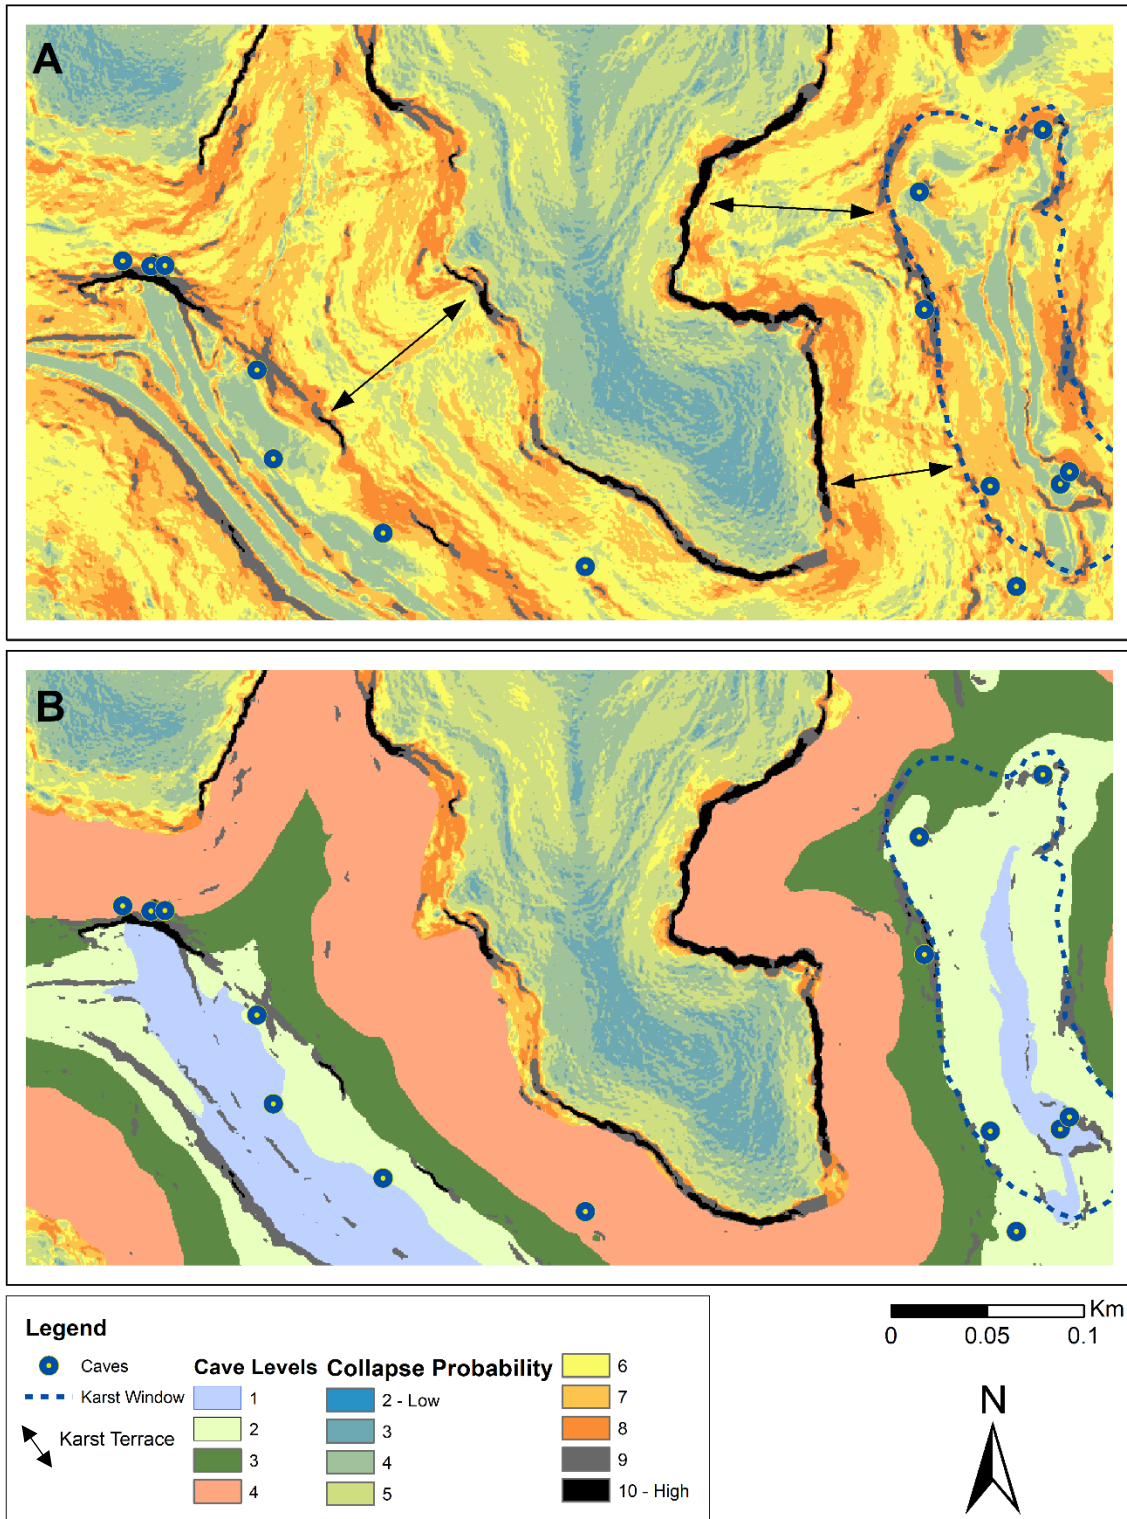 A
B
Legend
Caves
Karst Window
Karst Terrace
Cave Levels
1
2
3
4
Collapse Probability
2 - Low
3
4
5
6
7
8
9
10 - High
Km
0 0.05 0.1
N